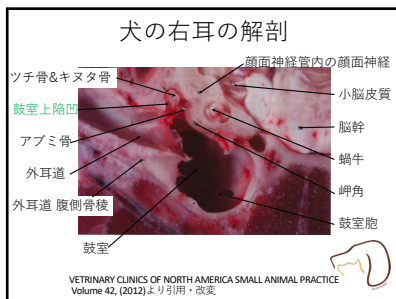 犬の右耳の解剖
顔面神経管内の顔面神経
ツチ骨&キヌタ骨
小脳皮質
鼓室上陥凹
脳幹
アブミ骨
蝸牛
外耳道
岬角
外耳道 腹側骨稜
鼓室胞
鼓室
VETRINARY CLINICS OF NORTH AMERICA SMALL ANIMAL PRACTICE
Volume 42, (2012)より引用・改変